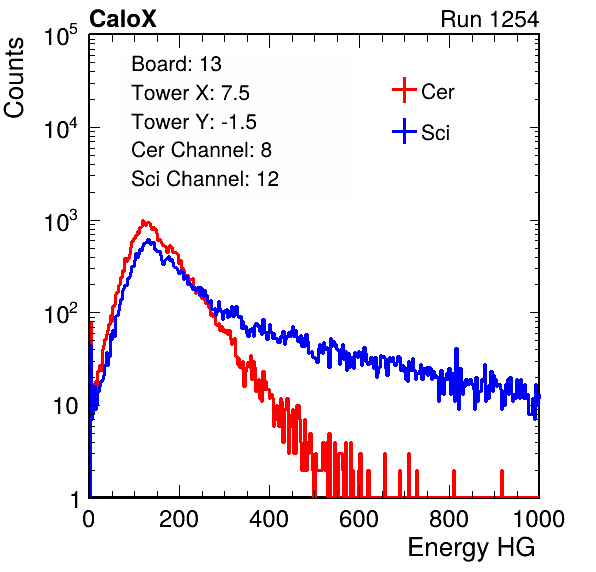 CaloX Run 1254
Counts
10^5
10^4
10^3
10^2
10
1
Board: 13
Tower X: 7.5
Tower Y: -1.5
Cer Channel: 8
Sci Channel: 12
Cer
Sci
0 200 400 600 800 1000
Energy HG